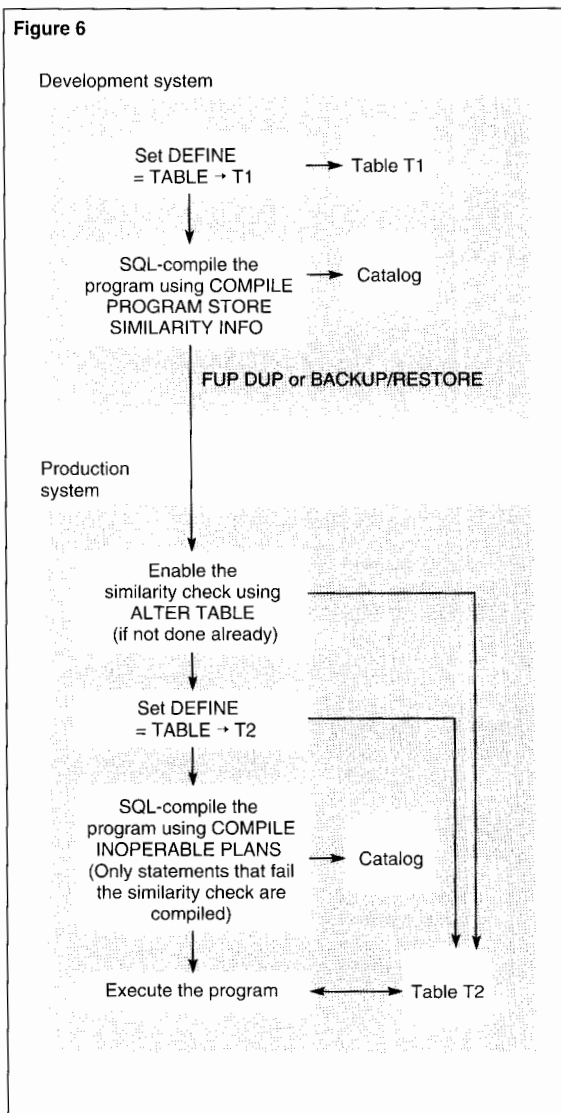 Figure 6
Development system
Set DEFINE
= TABLE → T1
Table T1
SQL-compile the
program using COMPILE
PROGRAM STORE
SIMILARITY INFO
Catalog
FUP DUP or BACKUP/RESTORE
Production
system
Enable the
similarity check using
ALTER TABLE
(if not done already)
Set DEFINE
= TABLE → T2
SQL-compile the
program using COMPILE
INOPERABLE PLANS
(Only statements that fail
the similarity check are
compiled)
Catalog
Execute the program
Table T2